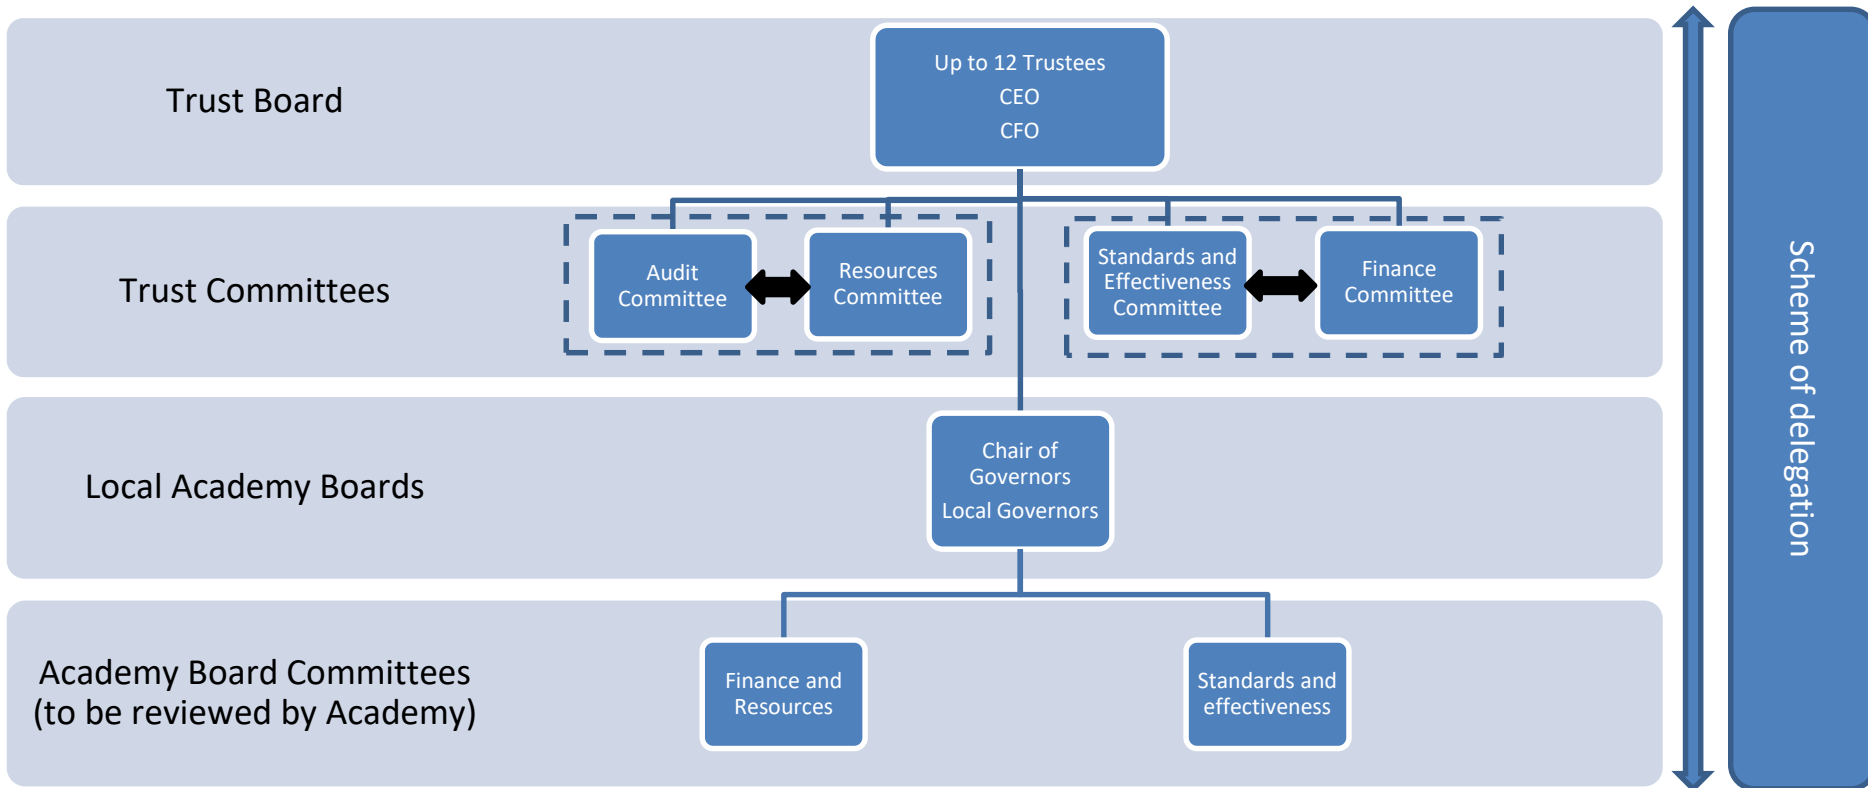 Trust Board
Up to 12 Trustees
CEO
CFO
Trust Committees
Audit
Committee
Resources
Committee
Standards and
Effectiveness
Committee
Finance
Committee
Local Academy Boards
Chair of
Governors
Local Governors
Academy Board Committees
(to be reviewed by Academy)
Finance and
Resources
Standards and
effectiveness
Scheme of delegation